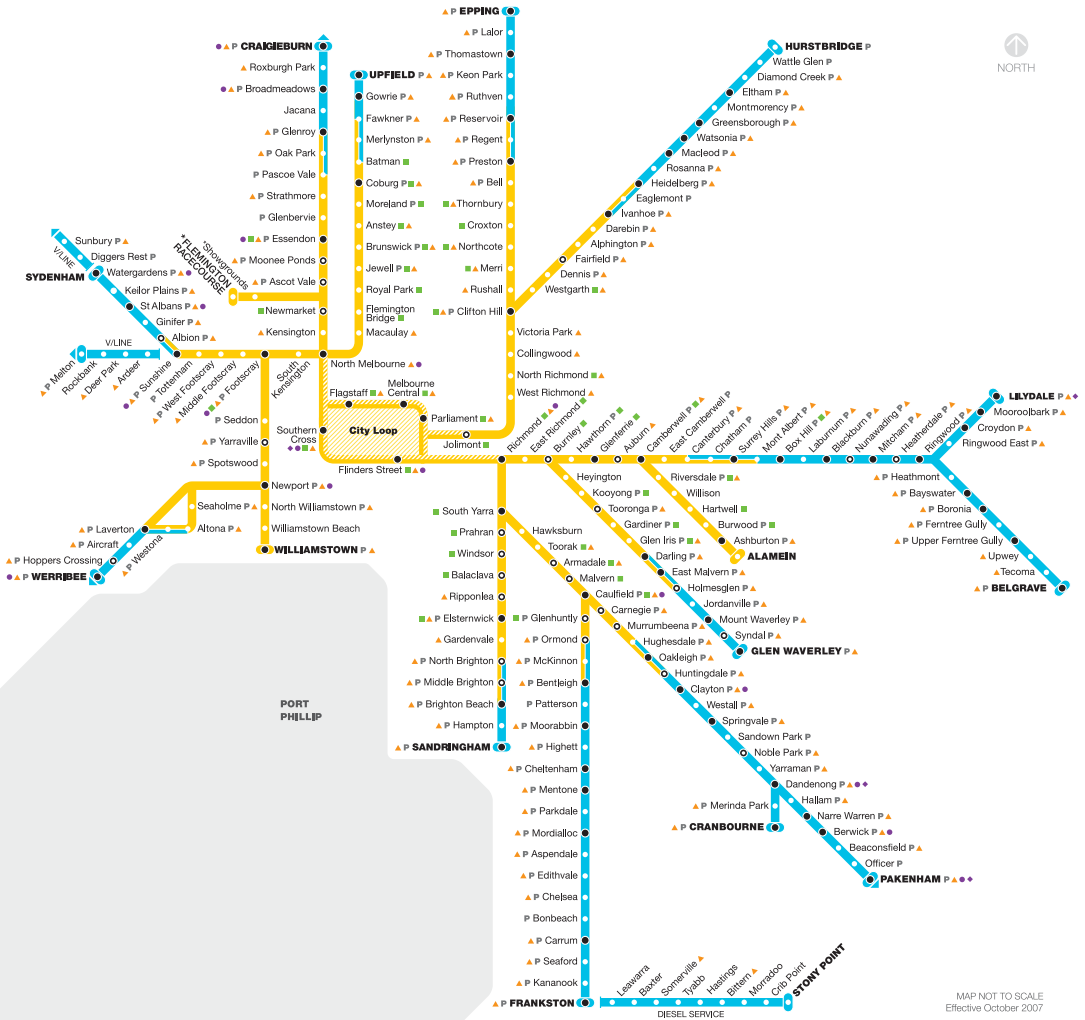 EPPING
P Lalor
P Thomastown
P Keon Park
P Ruthven
P Reservoir
P Regent
P Preston
P Bell
Thornbury
Croxton
Northcote
Merri
Rushall
P Clifton Hill
Victoria Park
Collingwood
North Richmond
West Richmond
P CRAIGIEBURN
Roxburgh Park
P Broadmeadows
Jacana
P Glenroy
P Oak Park
P Pascoe Vale
P Strathmore
P Glenbervie
P Essendon
P Moonee Ponds
P Ascot Vale
Newmarket
Kensington
UPFIELD P
Gowrie P
Fawkner P
Merlynston P
Batman
Coburg P
Moreland P
Anstey
Brunswick P
Jewell P
Royal Park
Flemington
Bridge
Macaulay
North Melbourne
HURSTBRIDGE P
Wattle Glen P
Diamond Creek P
Eltham P
Montmorency P
Greensborough P
Watsonia P
Macleod P
Rosanna P
Heidelberg P
Eaglemont P
Ivanhoe P
Darebin P
Alphington P
Fairfield P
Dennis P
Westgarth
NORTH
*Showgrounds
*FLEMINGTON
RACECOURSE
Sunbury P
V/LINE
Diggers Rest P
SYDENHAM
Watergardens P
Keilor Plains P
St Albans P
Ginifer P
Albion P
V/LINE
P Melton
Rockbank
Deer Park
Ardeer
P Sunshine
P Tottenham
P West Footscray
Middle Footscray
P Footscray
South
Kensington
Flagstaff
Melbourne
Central
Parliament
City Loop
Jolimont
Southern
Cross
Flinders Street
Richmond
East Richmond
Burnley
Hawthorn P
Glenferrie
Auburn
Camberwell P
East Camberwell P
Canterbury P
Chatham P
Surrey Hills P
Mont Albert P
Box Hill P
Laburnum P
Blackburn P
Nunawading P
Mitcham P
Heatherdale P
Ringwood P
LILYDALE P
Mooroolbark P
Croydon P
Ringwood East P
P Heathmont
P Bayswater
P Boronia
P Ferntree Gully
P Upper Ferntree Gully
Upwey
Tecoma
P BELGRAVE
P Seddon
P Yarraville
P Spotswood
Newport P
North Williamstown P
Williamstown Beach
WILLIAMSTOWN P
Seaholme P
Altona P
P Westona
P Laverton
P Aircraft
P Hoppers Crossing
P WERRIBEE
Riversdale P
Willison
Hartwell
Burwood P
Ashburton P
ALAMEIN
Heyington
Kooyong P
Tooronga P
Gardiner P
Glen Iris P
Darling P
East Malvern P
Holmesglen P
Jordanville P
Mount Waverley P
Syndal P
GLEN WAVERLEY P
South Yarra
Prahran
Windsor
Balaclava
Ripponlea
P Elsternwick
Gardenvale
P North Brighton
P Middle Brighton
P Brighton Beach
P Hampton
P SANDRINGHAM
Hawksburn
Toorak
Armadale
Malvern
Caulfield P
Carnegie P
Murrumbeena P
Hughesdale P
Oakleigh P
Huntingdale P
Clayton P
Westall P
Springvale P
Sandown Park P
Noble Park P
Yarraman P
Dandenong P
Hallam P
Narre Warren P
Berwick P
Beaconsfield P
Officer P
PAKENHAM P
P Merinda Park
P CRANBOURNE
P Glenhuntly
P Ormond
P McKinnon
P Bentleigh
P Patterson
P Moorabbin
P Highett
P Cheltenham
P Mentone
P Parkdale
P Mordialloc
P Aspendale
P Edithvale
P Chelsea
P Bonbeach
P Carrum
P Seaford
P Kananook
P FRANKSTON
Leawarra
Baxter
Somerville
Tyabb
Hastings
Bittern
Morradoo
Crib Point
STONY POINT
DIESEL SERVICE
PORT
PHILLIP
MAP NOT TO SCALE
Effective October 2007